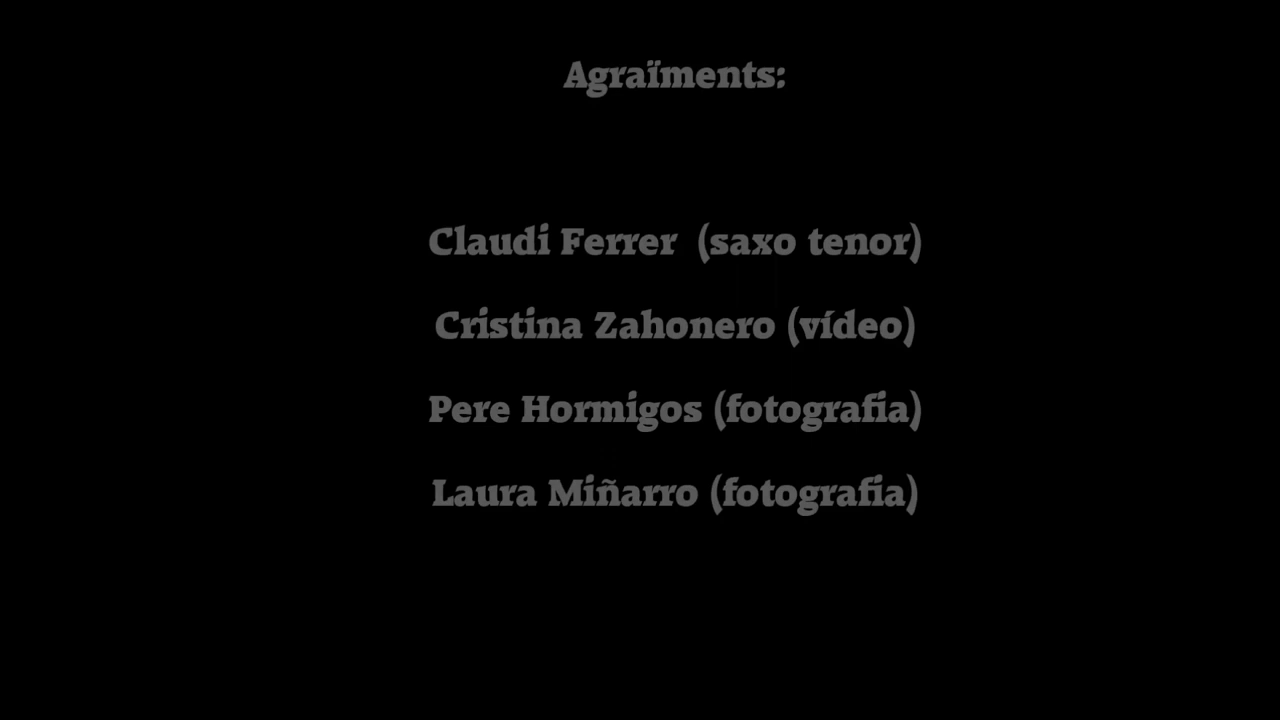 Agraïments:
Claudi Ferrer  (saxo tenor)
Cristina Zahonero (vídeo)
Pere Hormigos (fotografia)
Laura Miñarro (fotografia)